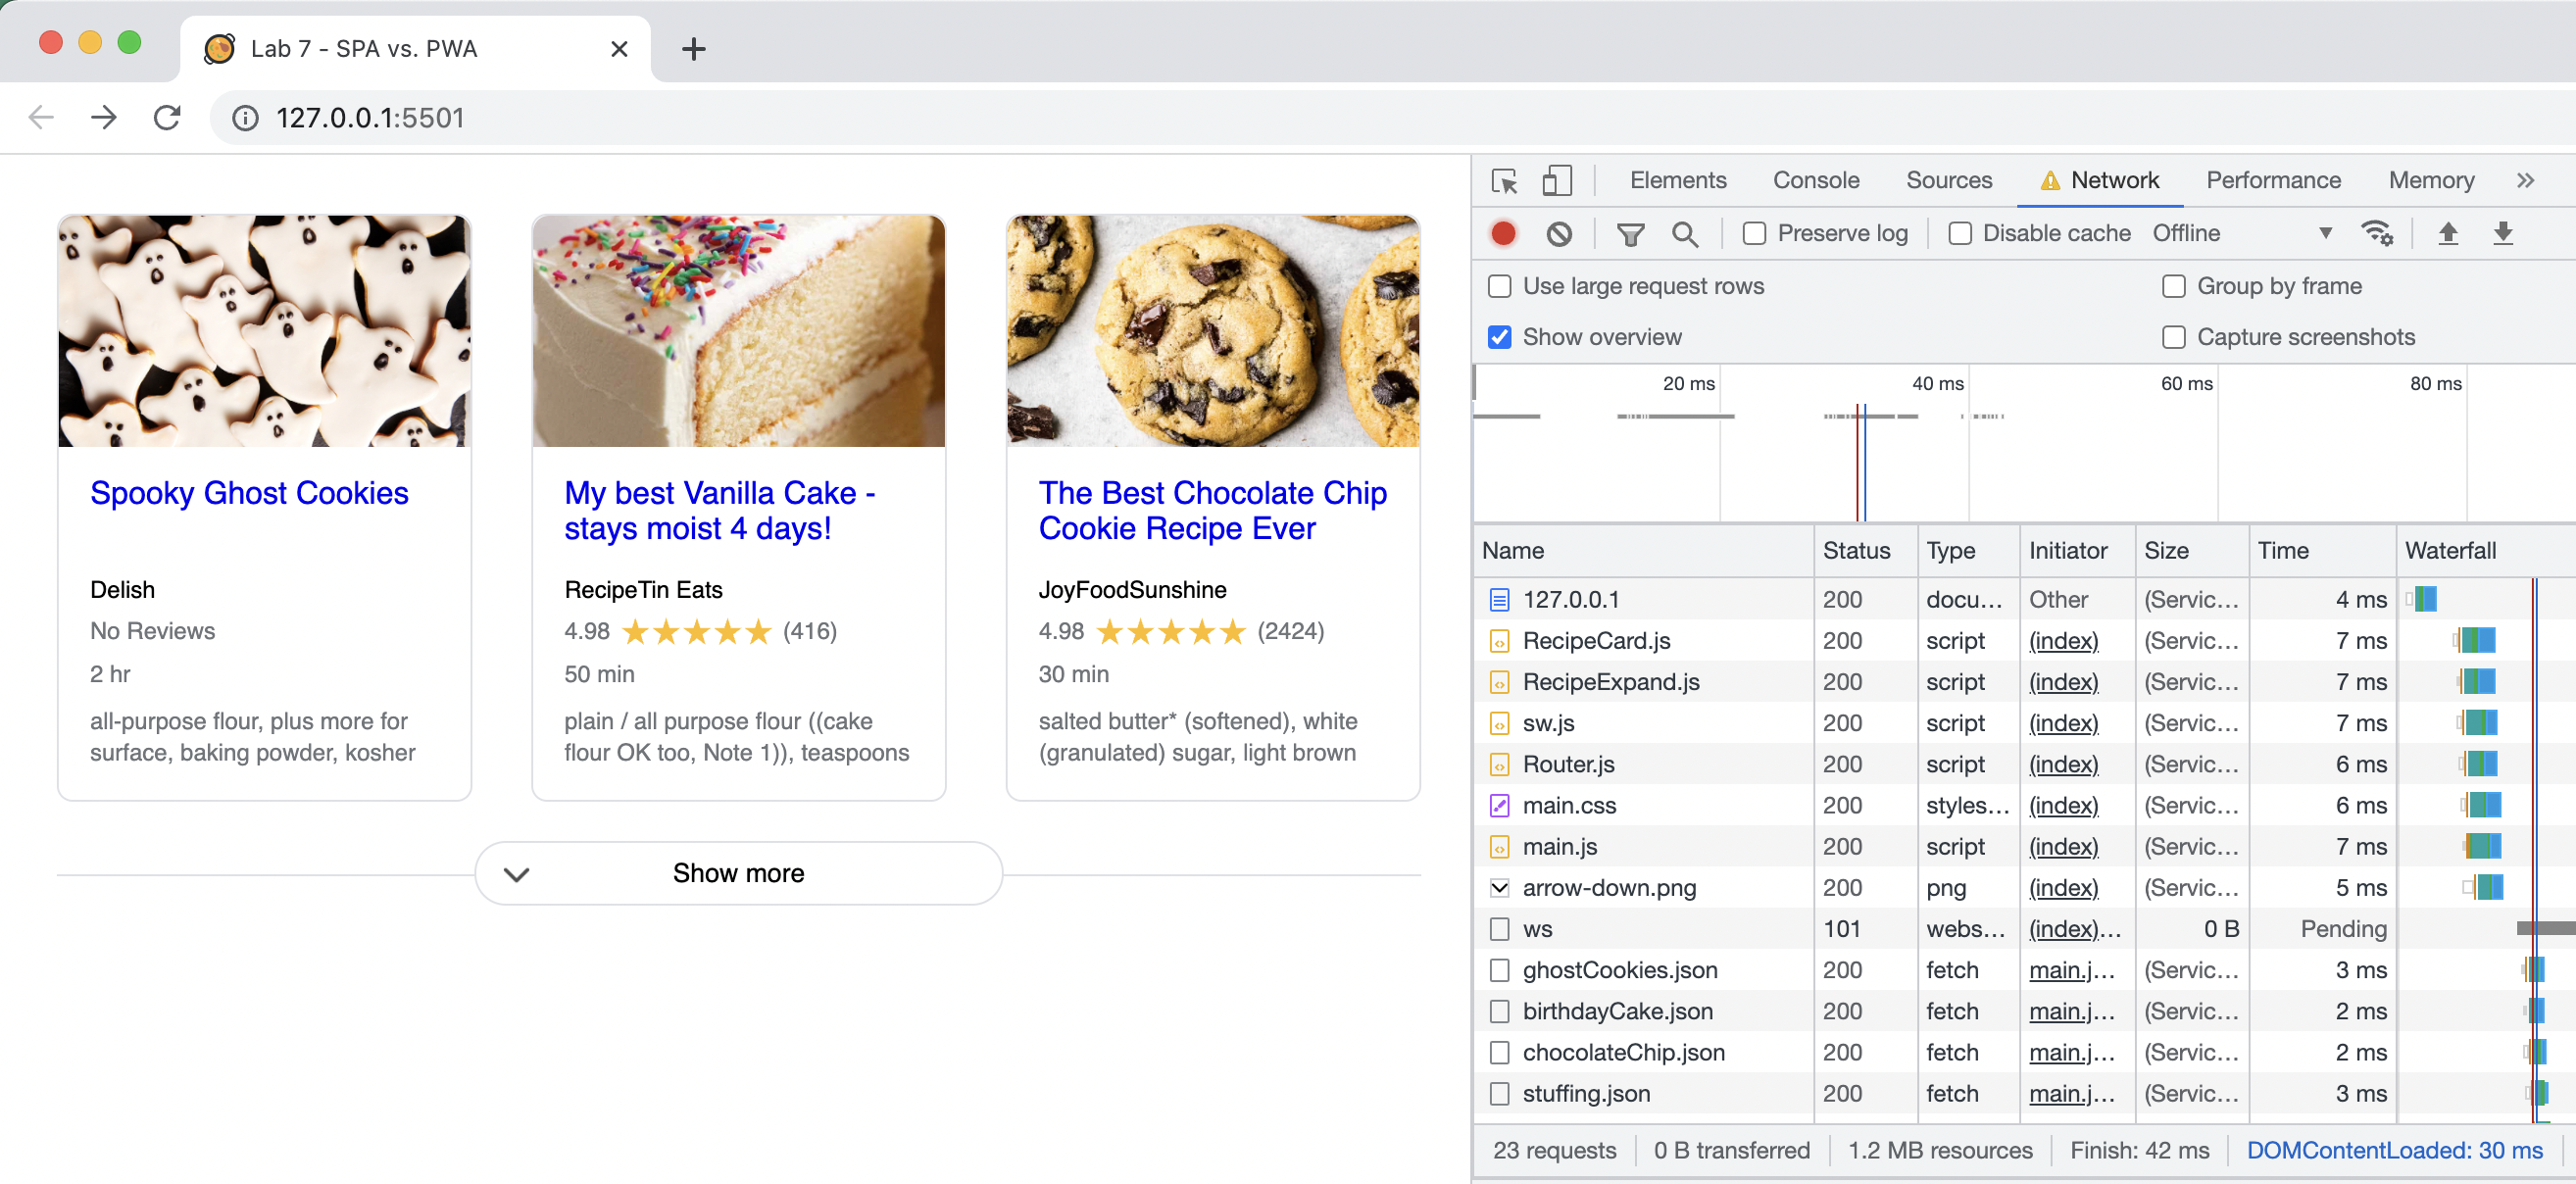 Lab 7 - SPA vs. PWA
127.0.0.1:5501
Spooky Ghost Cookies
Delish
No Reviews
2 hr
all-purpose flour, plus more for
surface, baking powder, kosher
My best Vanilla Cake -
stays moist 4 days!
RecipeTin Eats
4.98 (416)
50 min
plain / all purpose flour ((cake
flour OK too, Note 1)), teaspoons
The Best Chocolate Chip
Cookie Recipe Ever
JoyFoodSunshine
4.98 (2424)
30 min
salted butter* (softened), white
(granulated) sugar, light brown
Show more
Elements Console Sources Network Performance Memory
Preserve log Disable cache Offline
Use large request rows Group by frame
Show overview Capture screenshots
20 ms 40 ms 60 ms 80 ms
Name Status Type Initiator Size Time Waterfall
127.0.0.1 200 docu... Other (Servic... 4 ms
RecipeCard.js 200 script (index) (Servic... 7 ms
RecipeExpand.js 200 script (index) (Servic... 7 ms
sw.js 200 script (index) (Servic... 7 ms
Router.js 200 script (index) (Servic... 6 ms
main.css 200 styles... (index) (Servic... 6 ms
main.js 200 script (index) (Servic... 7 ms
arrow-down.png 200 png (index) (Servic... 5 ms
ws 101 webs... (index)... 0 B Pending
ghostCookies.json 200 fetch main.j... (Servic... 3 ms
birthdayCake.json 200 fetch main.j... (Servic... 2 ms
chocolateChip.json 200 fetch main.j... (Servic... 2 ms
stuffing.json 200 fetch main.j... (Servic... 3 ms
23 requests 0 B transferred 1.2 MB resources Finish: 42 ms DOMContentLoaded: 30 ms